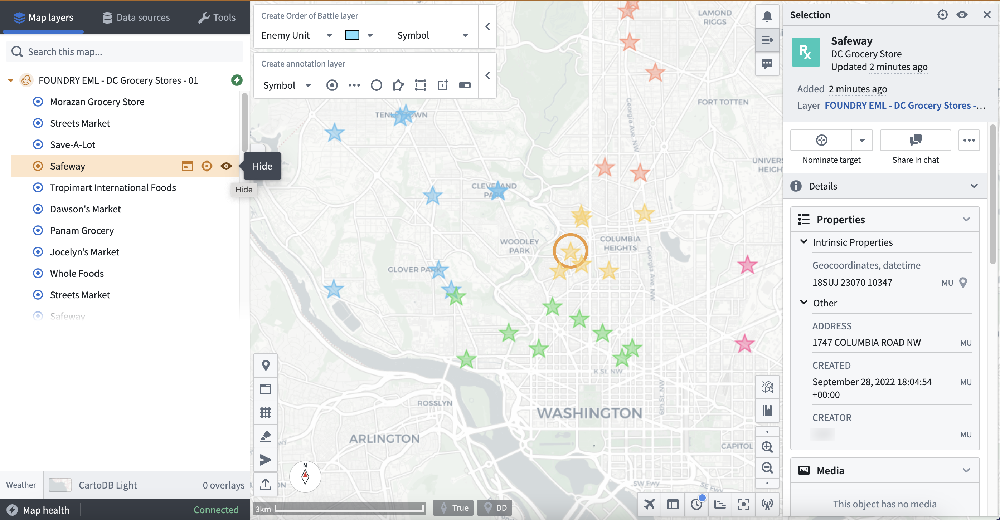 Map layers
Data sources
Tools
Search this map...
FOUNDRY EML - DC Grocery Stores - 01
Morazan Grocery Store
Streets Market
Save-A-Lot
Safeway
Hide
Hide
Tropimart International Foods
Dawson's Market
Panam Grocery
Jocelyn’s Market
Whole Foods
Streets Market
Safeway
Weather
CartoDB Light
0 overlays
Map health
Connected
Create Order of Battle layer
Enemy Unit
Symbol
Create annotation layer
Symbol
T
LAMOND
RIGGS
TENLEYTOWN
FORT TOTTEN
Georgia Ave. NW
CLEVELAND
PARK
WOODLEY
PARK
COLUMBIA
HEIGHTS
GLOVER PARK
Georgia Ave. NW
K St. NW
6th St NW
ROSSLYN
WASHINGTON
ARLINGTON
CAPITOL
SW Fwy
SE Fwy
N
3km
True
DD
Selection
Rx
Safeway
DC Grocery Store
Updated 2 minutes ago
Added 2 minutes ago
Layer FOUNDRY EML - DC Grocery Stores -...
Nominate target
Share in chat
Details
Properties
Intrinsic Properties
Geocoordinates, datetime
18SUJ 23070 10347 MU
Other
ADDRESS
1747 COLUMBIA ROAD NW MU
CREATED
September 28, 2022 18:04:54 MU
+00:00
CREATOR
MU
Media
This object has no media